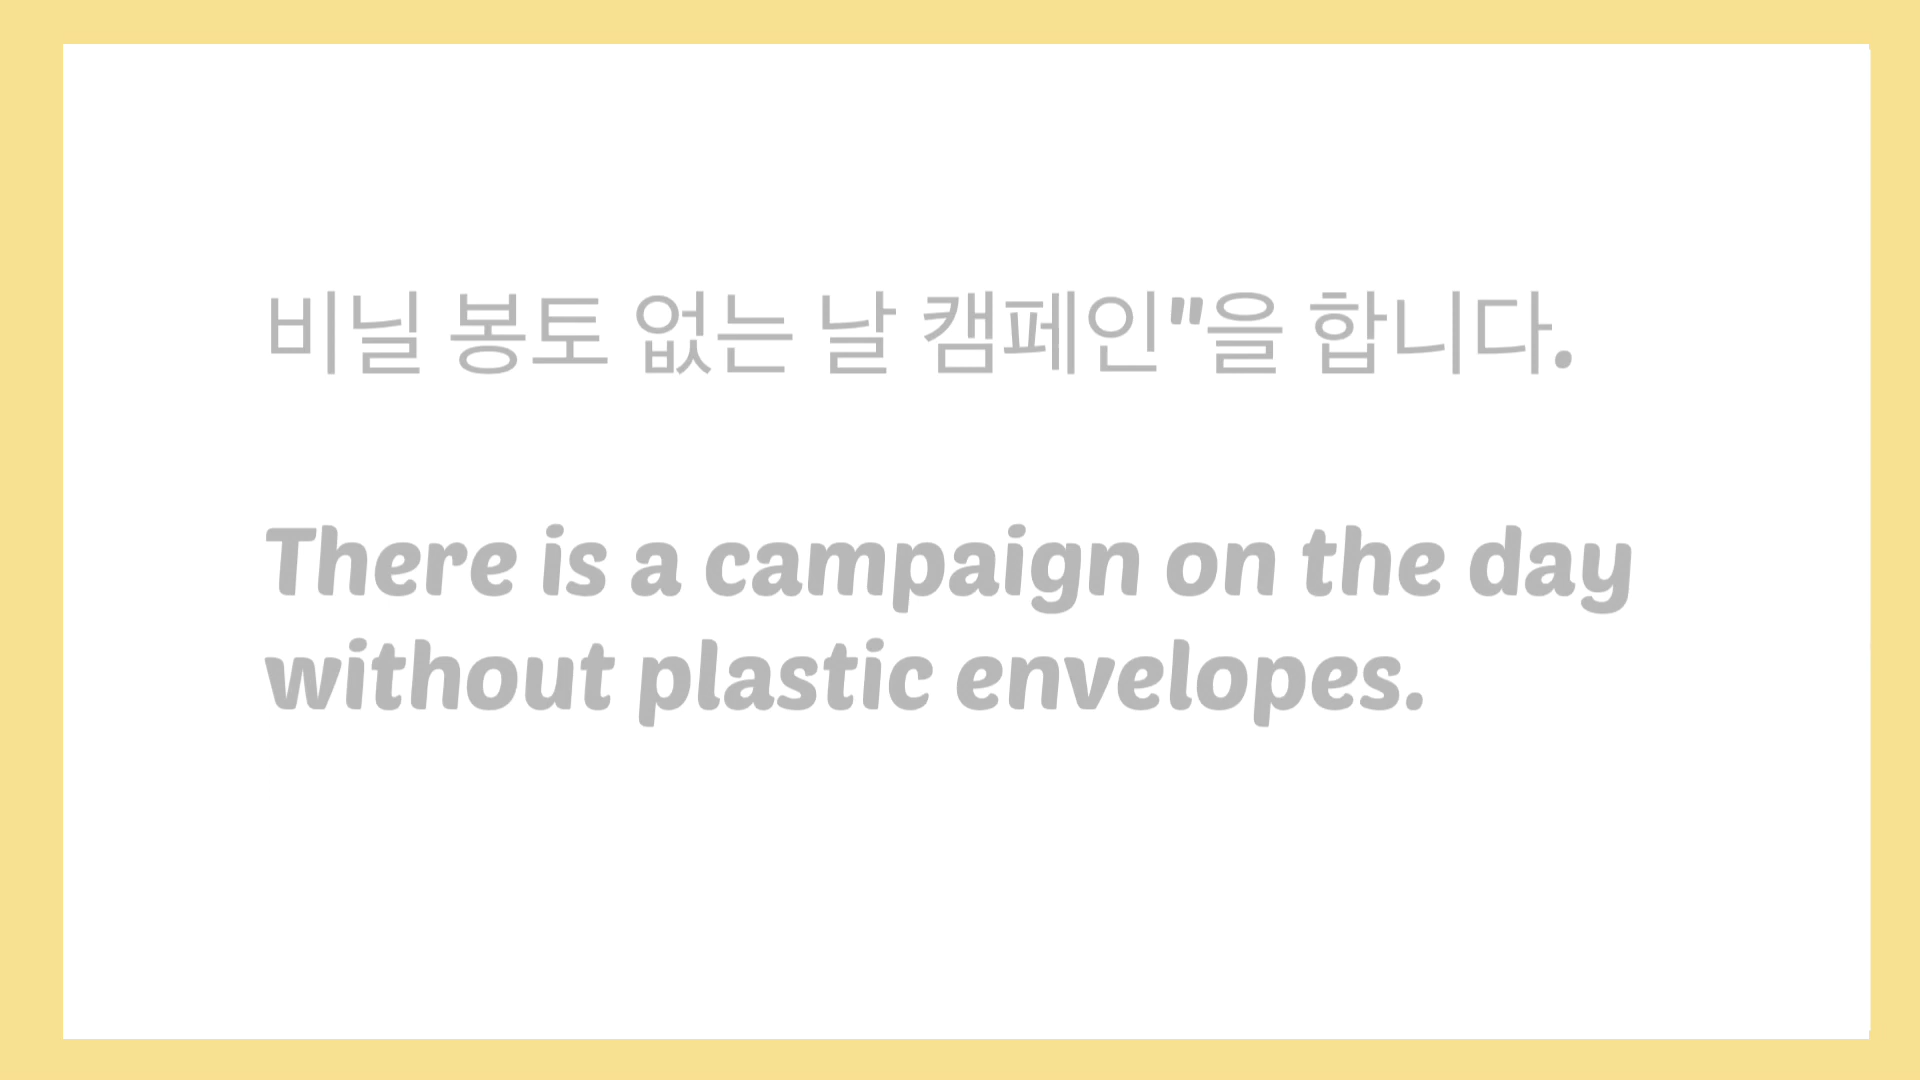 비닐 봉토 없는 날 캠페인"을 합니다.
There is a campaign on the day
without plastic envelopes.